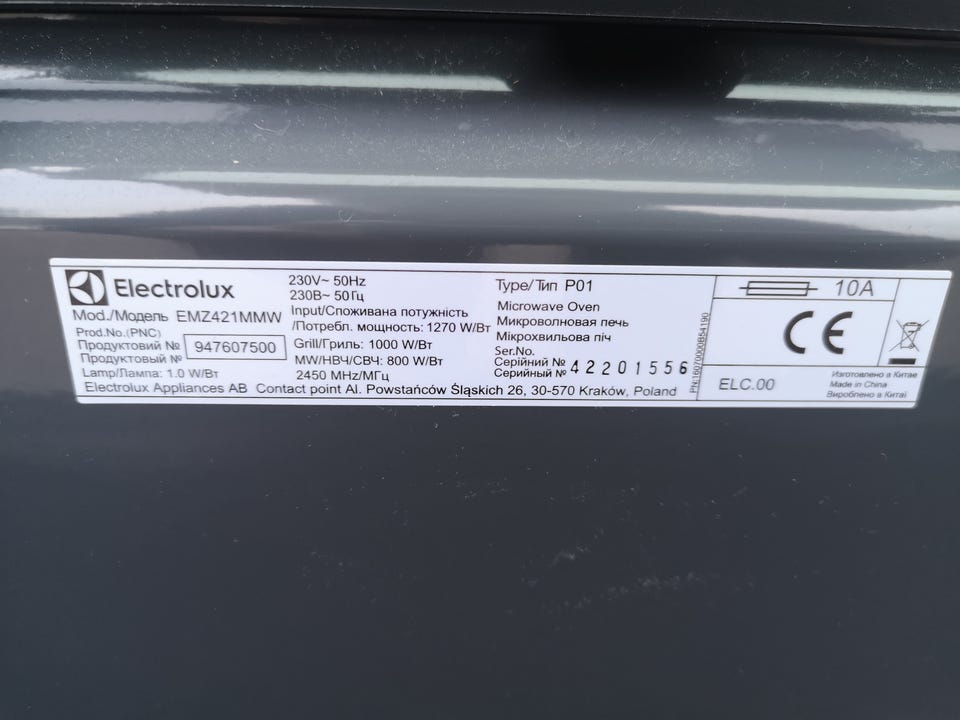 Electrolux
Mod./Модель EMZ421MMW
Prod.No.(PNC)
Продуктовий №
Продуктовый №
947607500
Lamp/Лампа: 1.0 W/Вт
230V~ 50Hz
230В~ 50Гц
Input/Споживана потужність
/Потребл. мощность: 1270 W/Вт
Grill/Гриль: 1000 W/Вт
MW/НВЧ/СВЧ: 800 W/Вт
2450 MHz/МГц
Type/Тип P01
Microwave Oven
Микроволновая печь
Мікрохвильова піч
Ser.No.
Серійний №
Серийный №
42201556
PN:16070000B54190
10A
CE
ELC.00
Изготовлено в Китае
Made in China
Вироблено в Китаї
Electrolux Appliances AB Contact point Al. Powstańców Śląskich 26, 30-570 Kraków, Poland